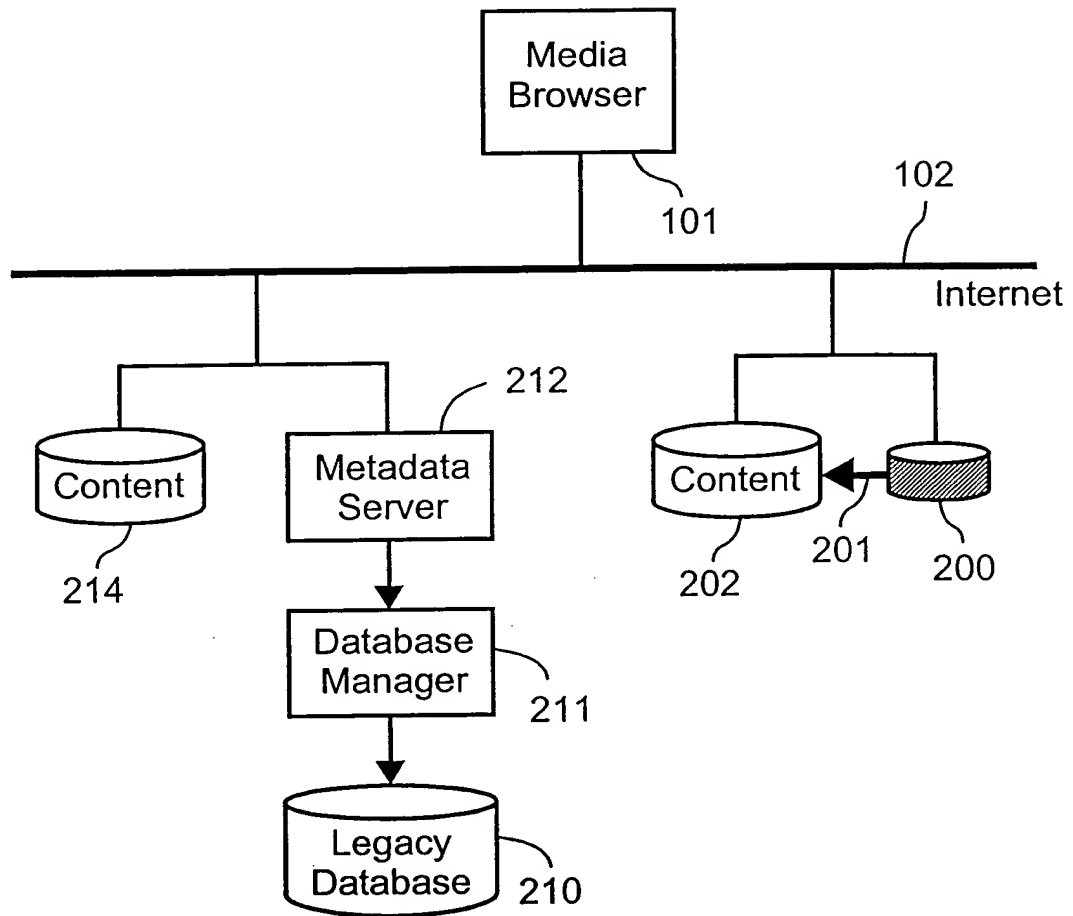 Media
Browser
101
102
Internet
212
Content
214
Metadata
Server
Content
201
202
200
Database
Manager
211
Legacy
Database
210